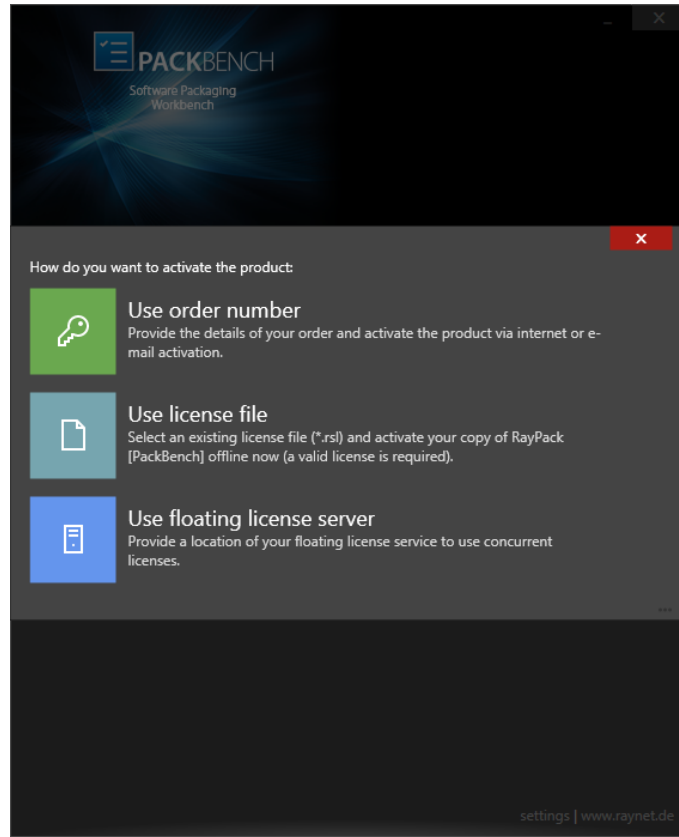 PACKBENCH
Software Packaging
Workbench
How do you want to activate the product:
Use order number
Provide the details of your order and activate the product via internet or e-
mail activation.
Use license file
Select an existing license file (*.rsl) and activate your copy of RayPack
[PackBench] offline now (a valid license is required).
Use floating license server
Provide a location of your floating license service to use concurrent
licenses.
...
settings | www.raynet.de